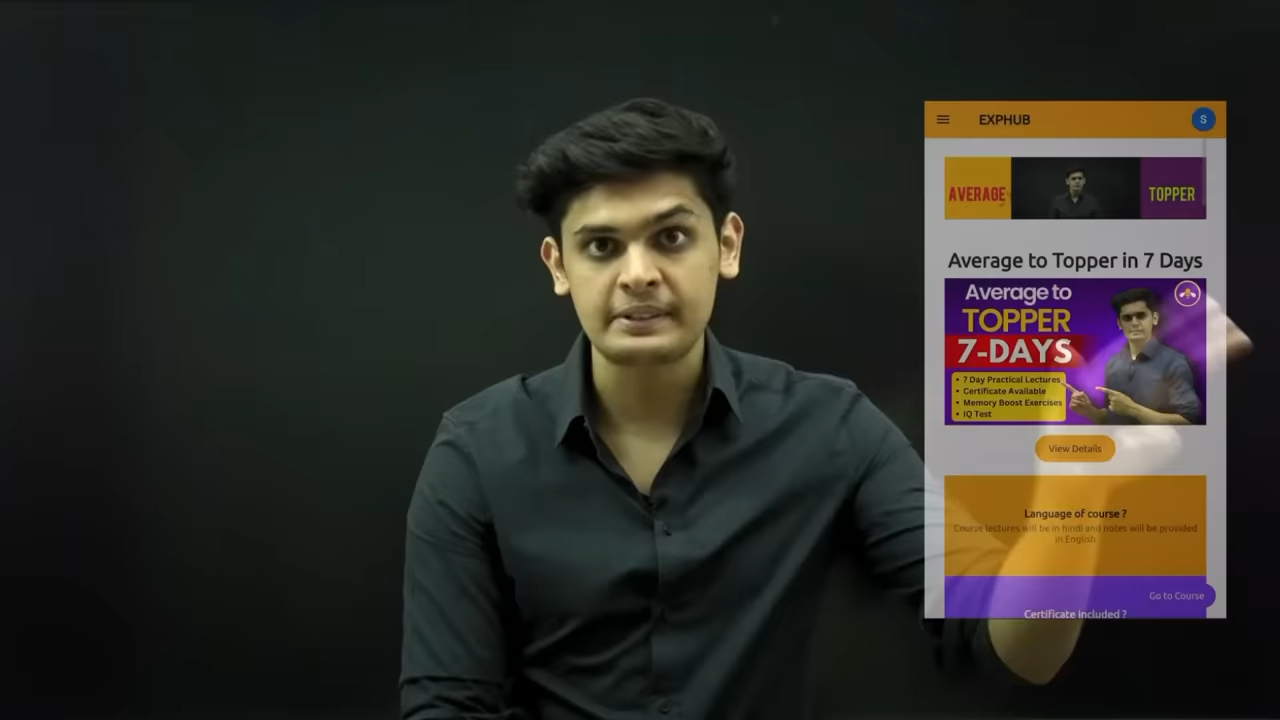 EXPHUB
S
AVERAGE
TOPPER
Average to Topper in 7 Days
Average to
TOPPER
7-DAYS
• 7 Day Practical Lectures
• Certificate Available
• Memory Boost Exercises
• IQ Test
View Details
Language of course ?
Course lectures will be in hindi and notes will be provided
in English
Go to Course
Certificate included ?